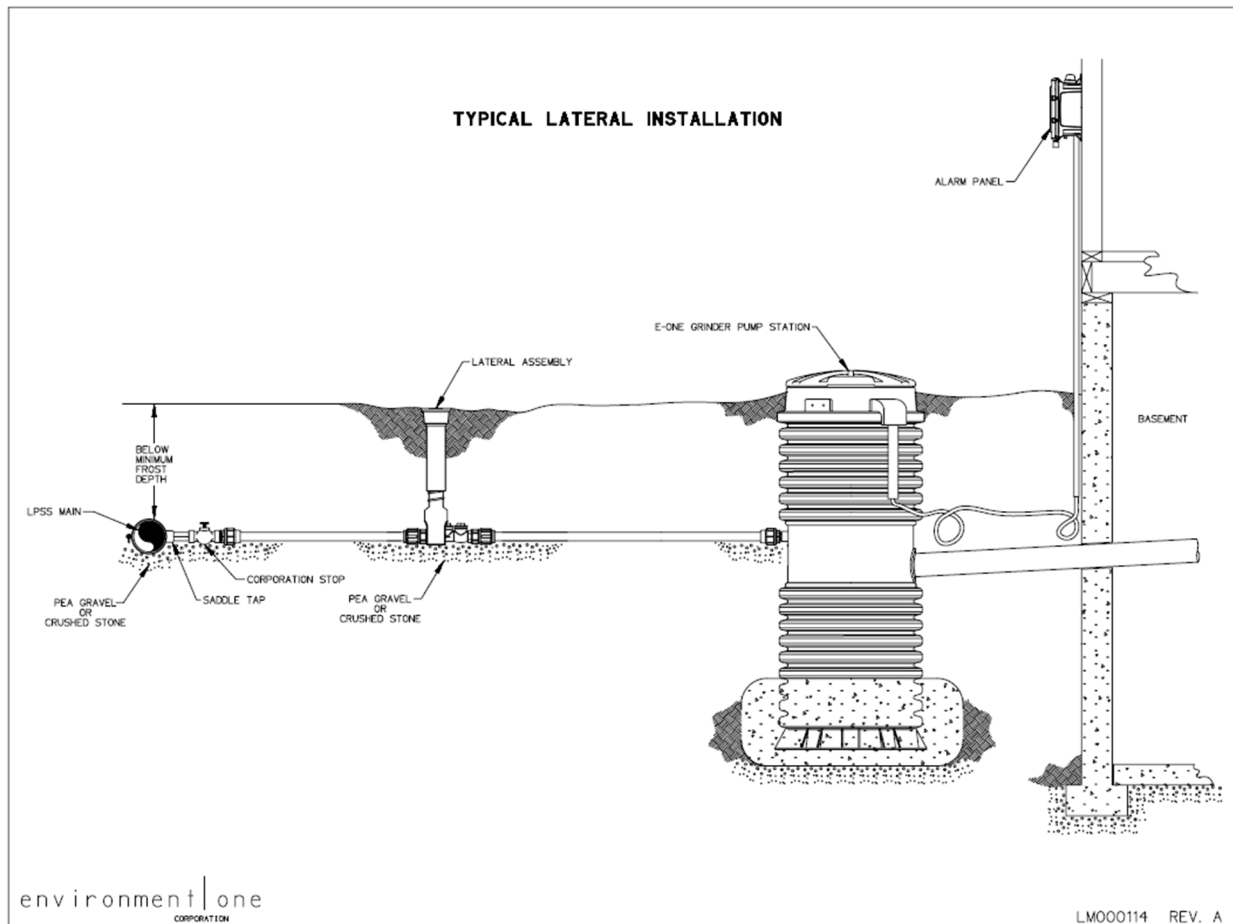 TYPICAL LATERAL INSTALLATION
ALARM PANEL
E-ONE GRINDER PUMP STATION
LATERAL ASSEMBLY
BASEMENT
BELOW
MINIMUM
FROST
DEPTH
LPSS MAIN
CORPORATION STOP
SADDLE TAP
PEA GRAVEL
OR
CRUSHED STONE
PEA GRAVEL
OR
CRUSHED STONE
environment one
CORPORATION
LM000114 REV. A